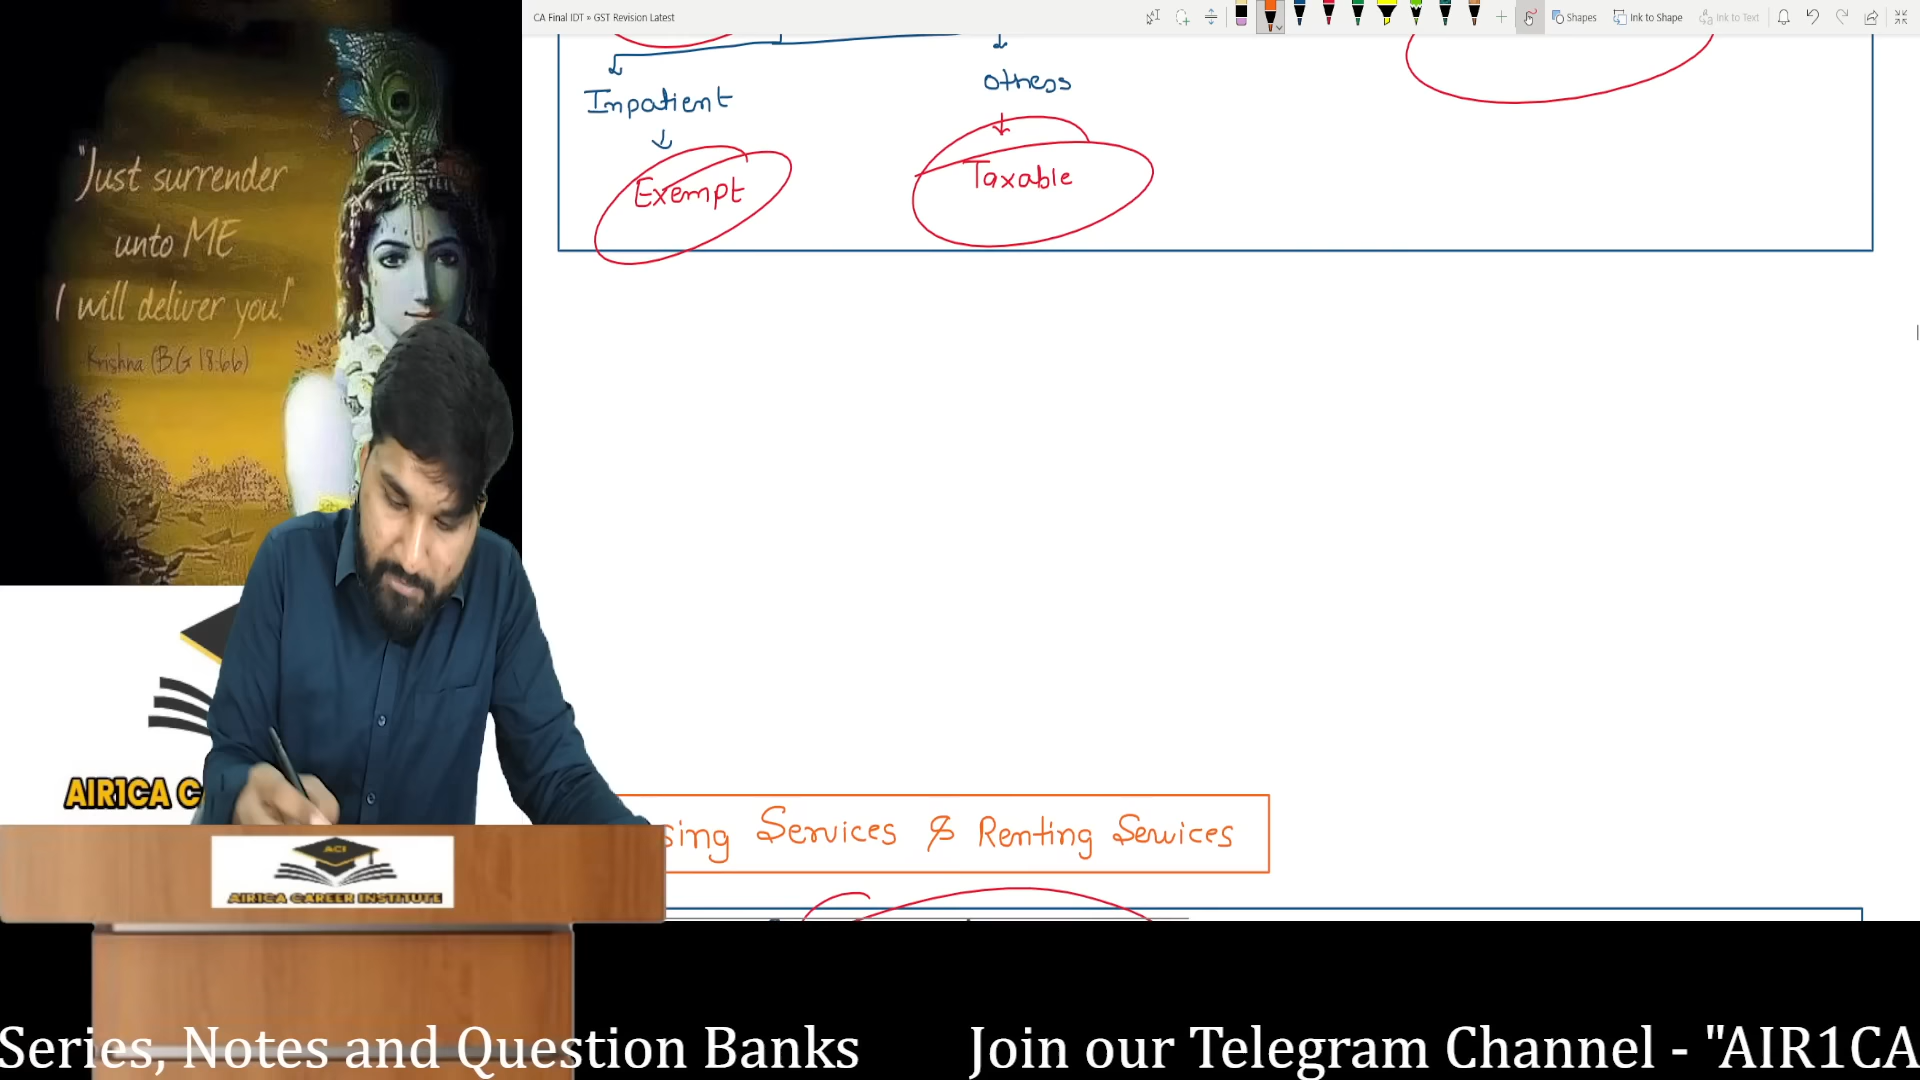 CA Final IDT » GST Revision Latest
Shapes
Ink to Shape
Ink to Text
"Just surrender
unto ME
I will deliver you!"
Krishna (B.G 18:66)
Inpatient
others
Exempt
Taxable
sing Services & Renting Services
AIR1CA C
ACI
AIR1CA CAREER INSTITUTE
Series, Notes and Question Banks
Join our Telegram Channel - "AIR1CA